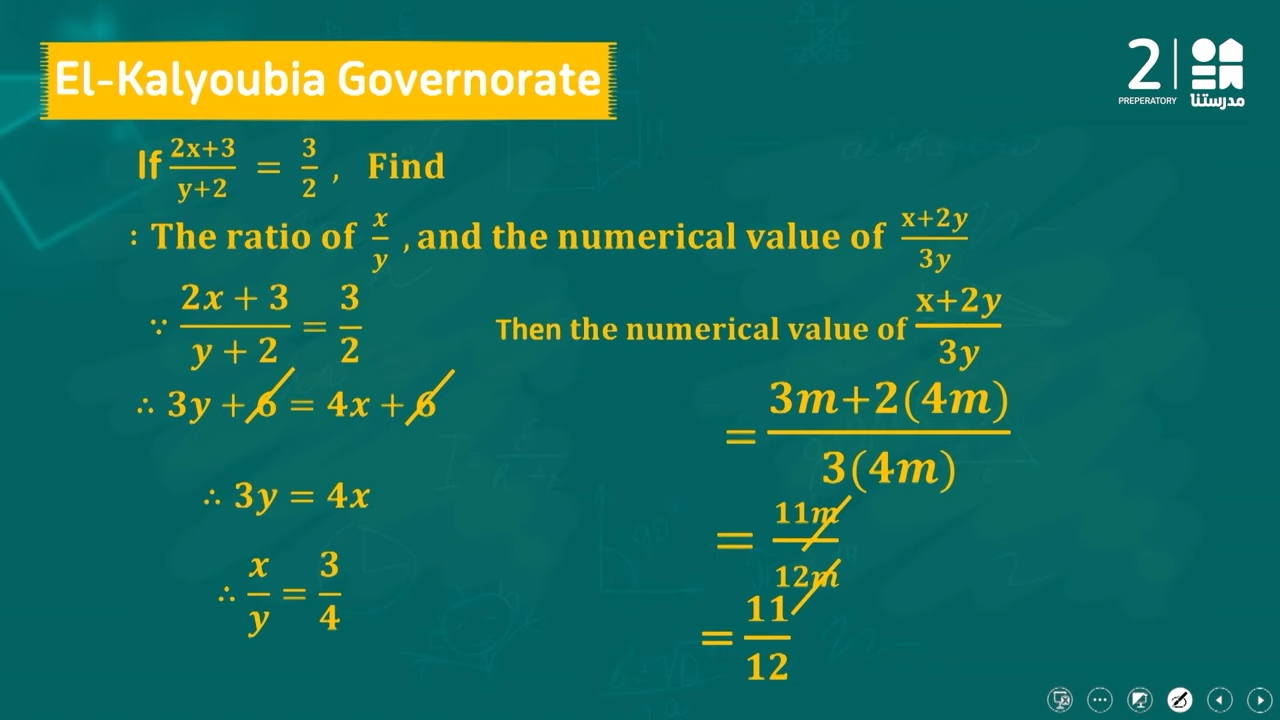 El-Kalyoubia Governorate
2
PREPERATORY
مدرستنا
If (2x+3)/(y+2) = 3/2 , Find
: The ratio of x/y , and the numerical value of (x+2y)/3y
∵ (2x + 3)/(y + 2) = 3/2
∴ 3y + 6 = 4x + 6
∴ 3y = 4x
∴ x/y = 3/4
Then the numerical value of (x+2y)/3y
= (3m+2(4m))/(3(4m))
= 11m/12m
= 11/12